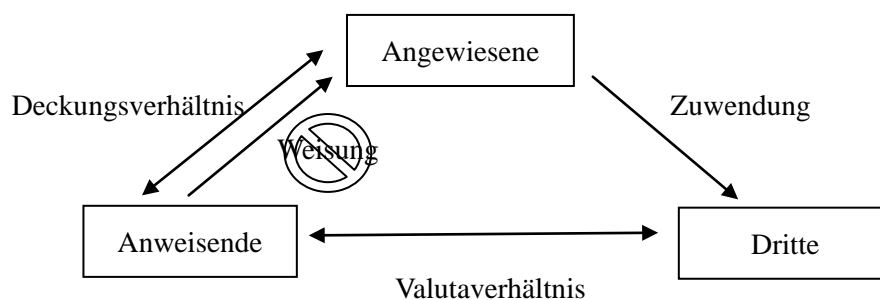 Angewiesene
Deckungsverhältnis
Zuwendung
Weisung
Anweisende
Dritte
Valutaverhältnis